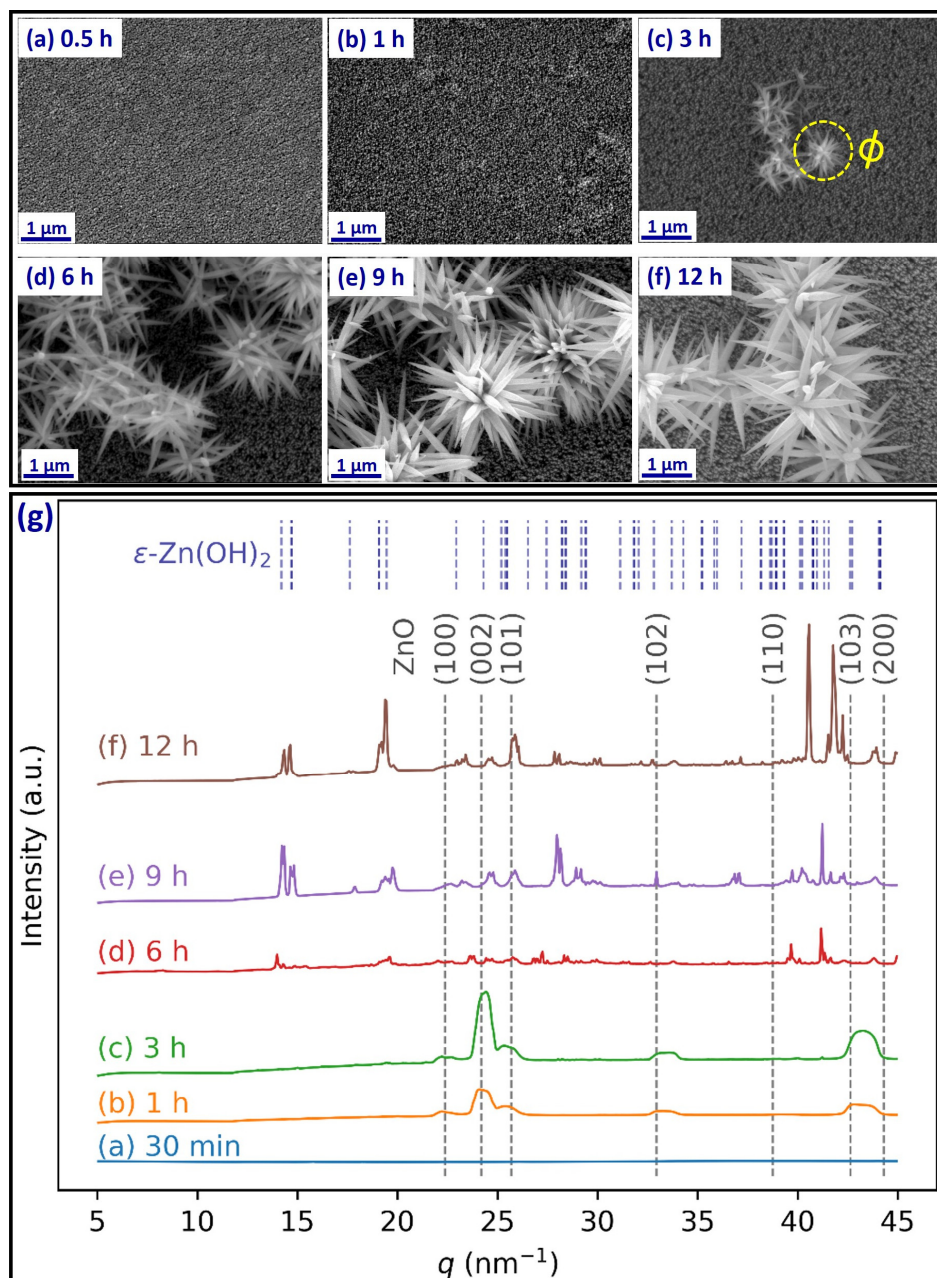 (a) 0.5 h
1 µm
(b) 1 h
1 µm
(c) 3 h
ϕ
1 µm
(d) 6 h
1 µm
(e) 9 h
1 µm
(f) 12 h
1 µm
(g)
ε-Zn(OH)₂
ZnO
(100)
(002)
(101)
(102)
(110)
(103)
(200)
(f) 12 h
(e) 9 h
(d) 6 h
(c) 3 h
(b) 1 h
(a) 30 min
Intensity (a.u.)
5 10 15 20 25 30 35 40 45
q (nm⁻¹)